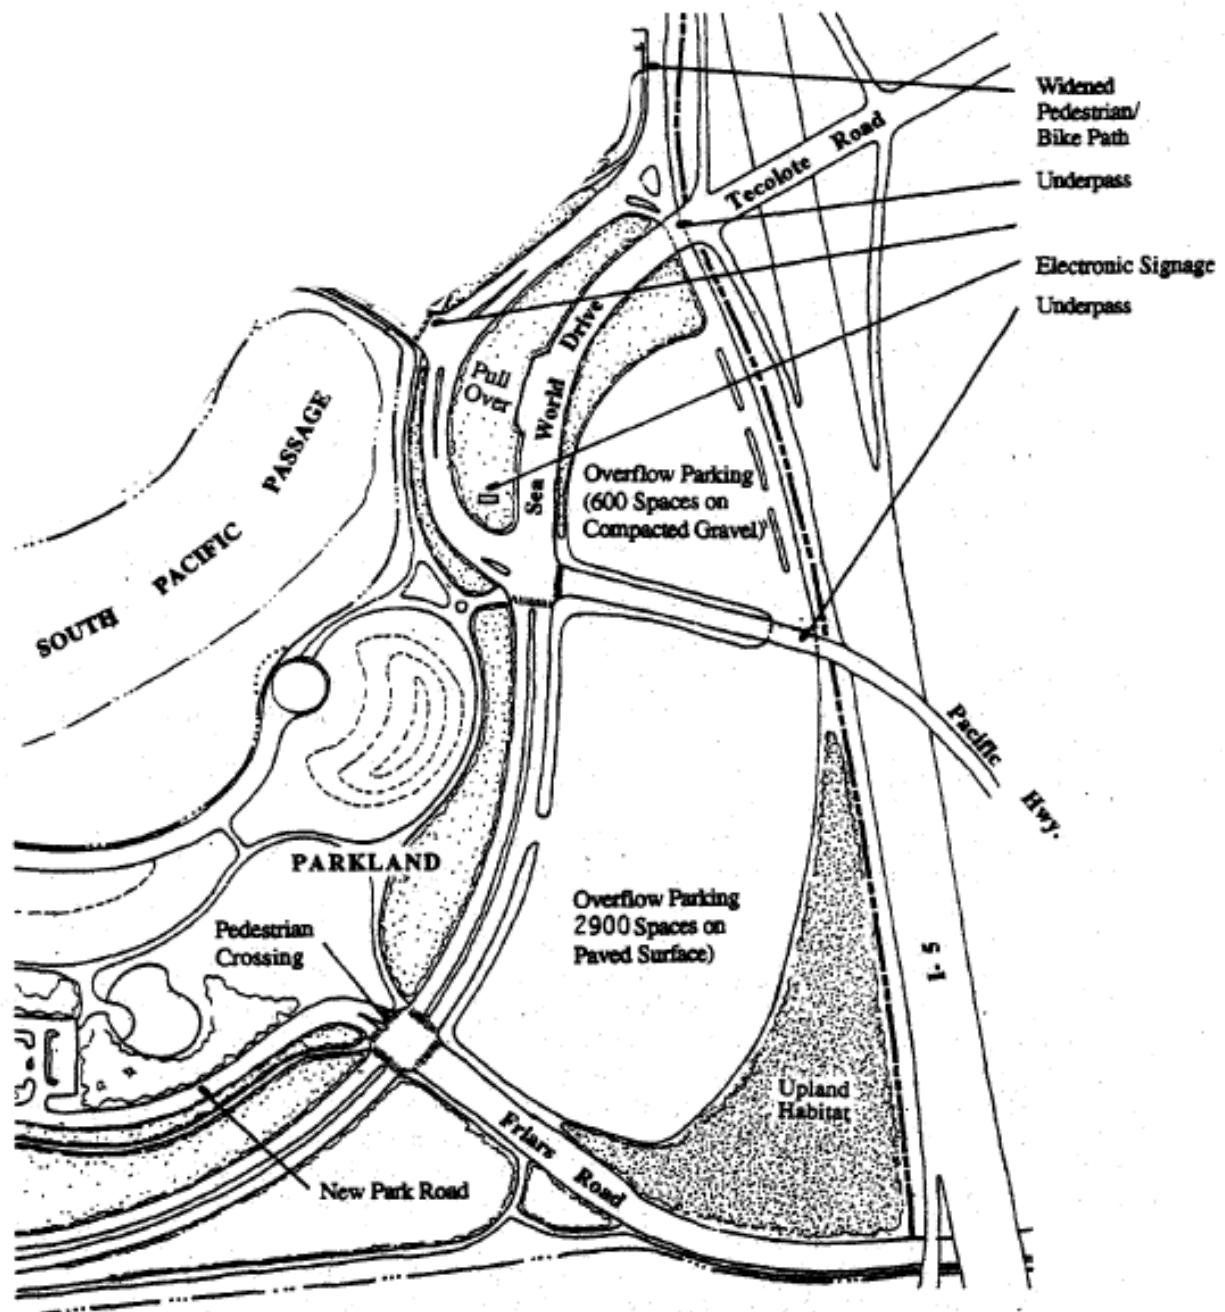 Widened
Pedestrian/
Bike Path
Underpass
Tecolote Road
Electronic Signage
Underpass
Sea World Drive
Pull
Over
SOUTH PACIFIC PASSAGE
Overflow Parking
(600 Spaces on
Compacted Gravel)
Pacific Hwy.
PARKLAND
Overflow Parking
2900 Spaces on
Paved Surface)
Pedestrian
Crossing
I-5
Upland
Habitat
Friars Road
New Park Road